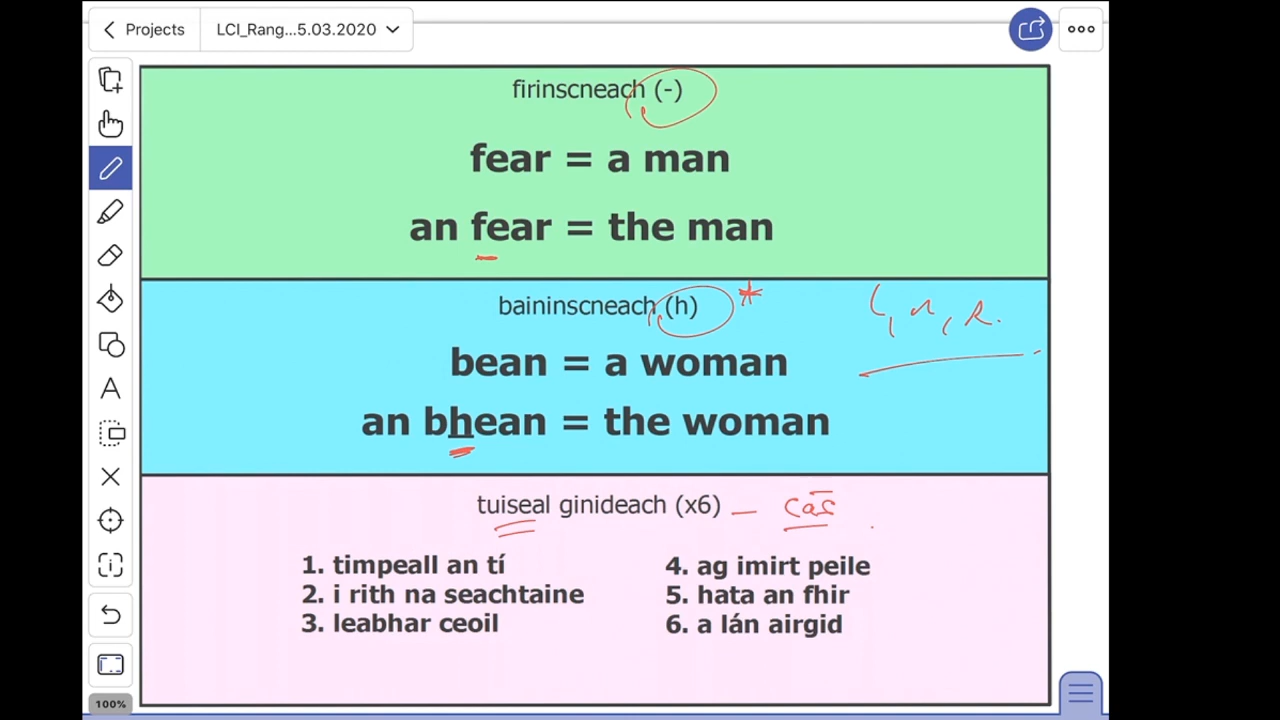 Projects
LCI_Rang...5.03.2020
firinscneach (-)
fear = a man
an fear = the man
baininscneach (h) *
l, n, r.
bean = a woman
an bhean = the woman
tuiseal ginideach (x6) – cás
1. timpeall an tí
2. i rith na seachtaine
3. leabhar ceoil
4. ag imirt peile
5. hata an fhir
6. a lán airgid
A
100%